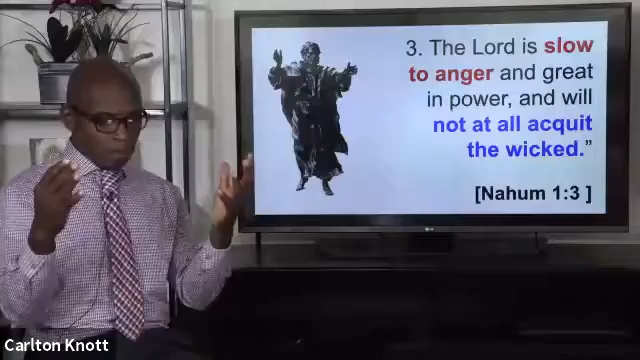 3. The Lord is slow
to anger and great
in power, and will
not at all acquit
the wicked.”
[Nahum 1:3 ]
LG
Carlton Knott